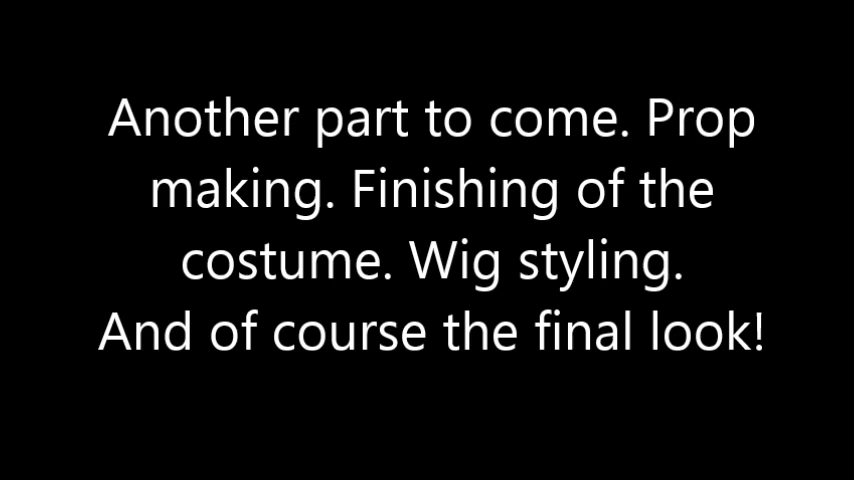 Another part to come. Prop
making. Finishing of the
costume. Wig styling.
And of course the final look!